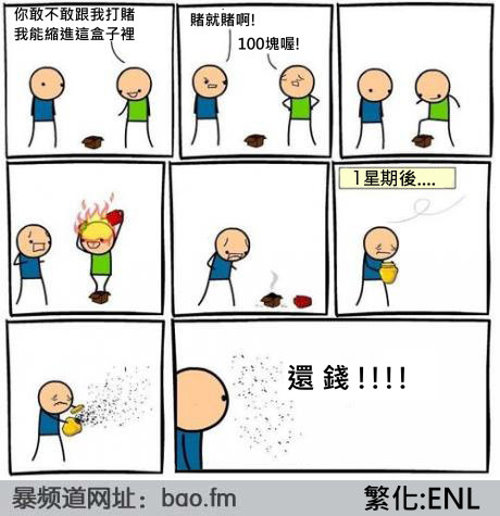 你敢不敢跟我打賭
我能縮進這盒子裡
賭就賭啊!
100塊喔!
1星期後....
還錢!!!!
暴频道网址：bao.fm
繁化:ENL